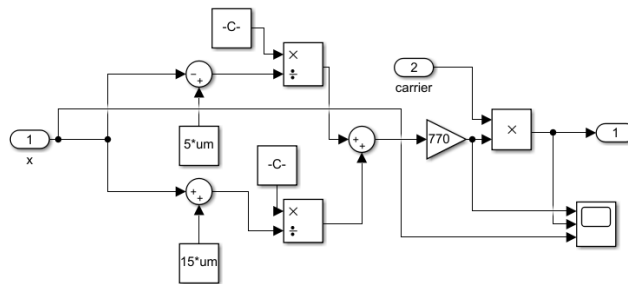 -C-
×
÷
2
carrier
−
+
1
x
5*um
+
+
770
×
1
-C-
×
÷
+
+
15*um